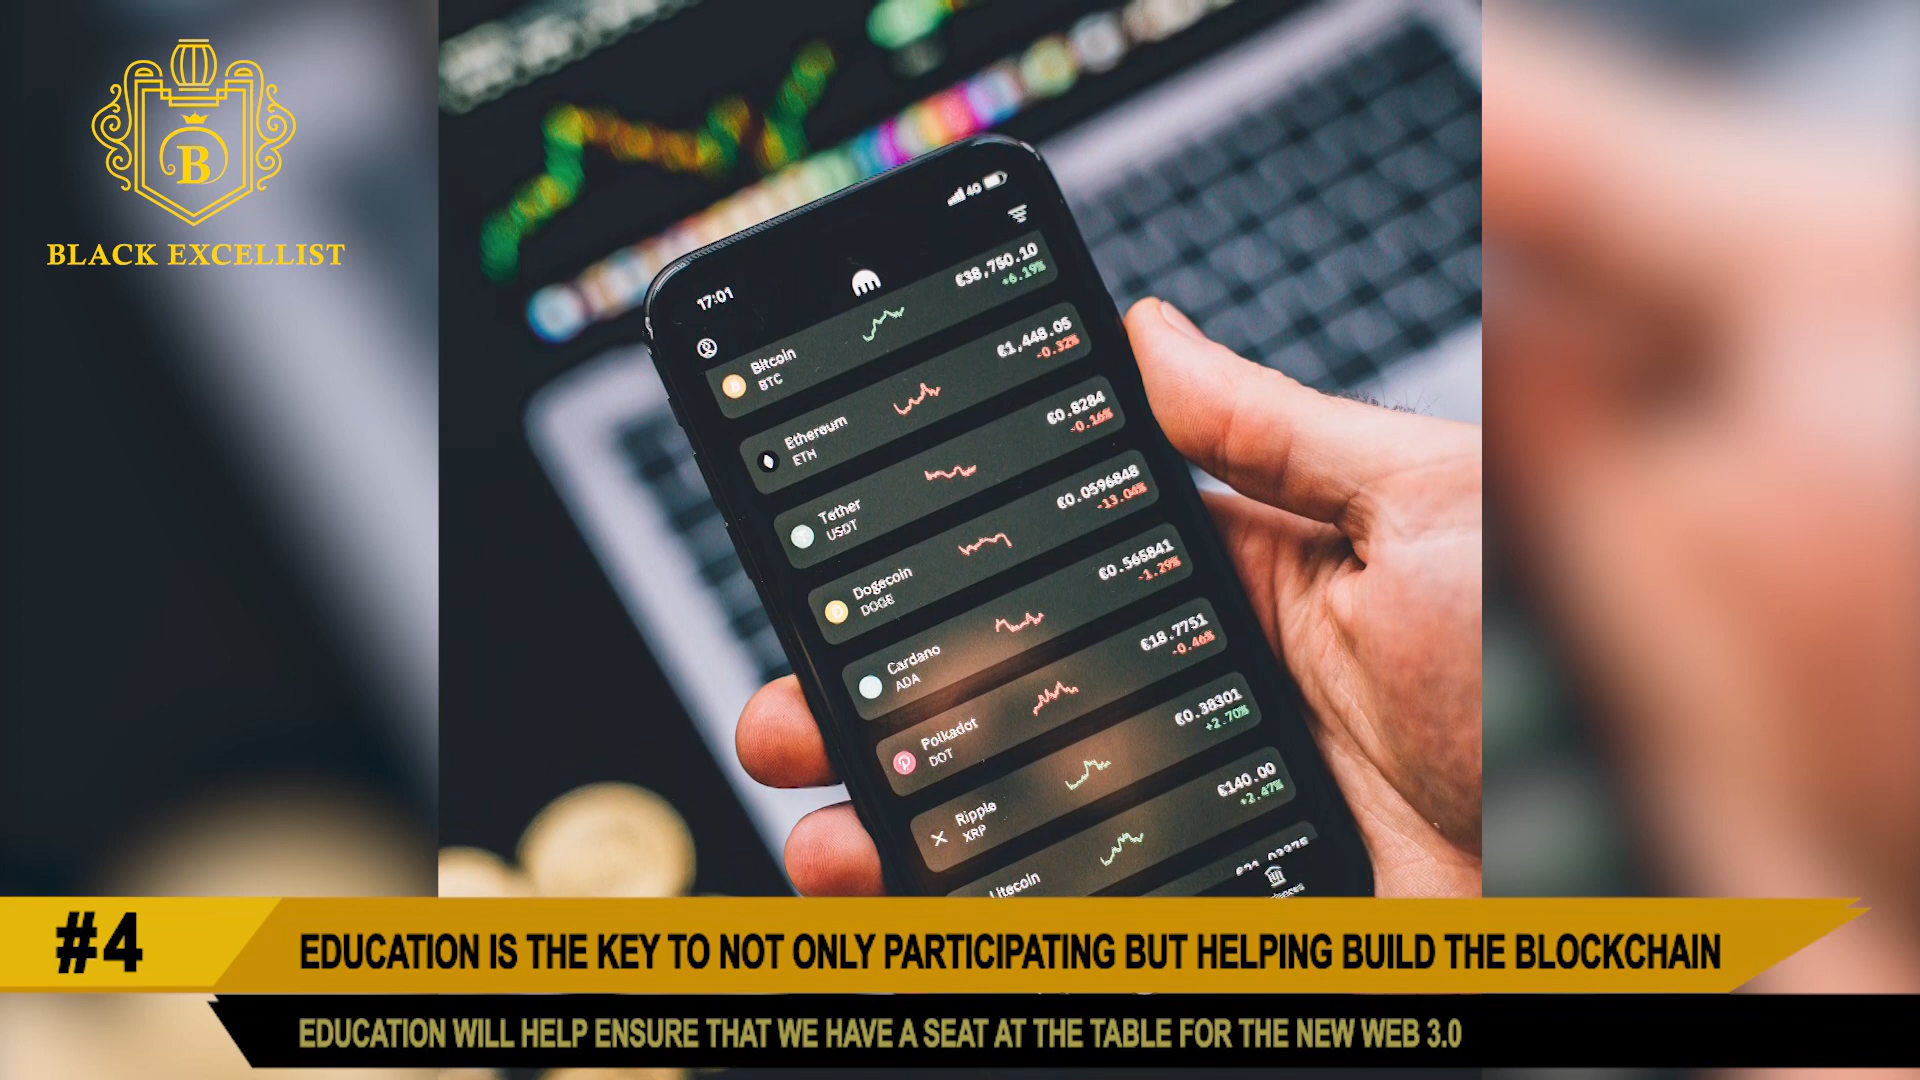 B
BLACK EXCELLIST
40
17:01
Bitcoin
BTC
€38,750.10
+6.19%
Ethereum
ETH
€1,448.05
-0.32%
Tether
USDT
€0.8284
-0.16%
Dogecoin
DOGE
€0.0596848
-13.04%
Cardano
ADA
€0.565841
-1.29%
Polkadot
DOT
€18.7751
-0.46%
Ripple
XRP
€0.38301
+2.70%
Litecoin
€140.00
+2.47%
#4
EDUCATION IS THE KEY TO NOT ONLY PARTICIPATING BUT HELPING BUILD THE BLOCKCHAIN
EDUCATION WILL HELP ENSURE THAT WE HAVE A SEAT AT THE TABLE FOR THE NEW WEB 3.0